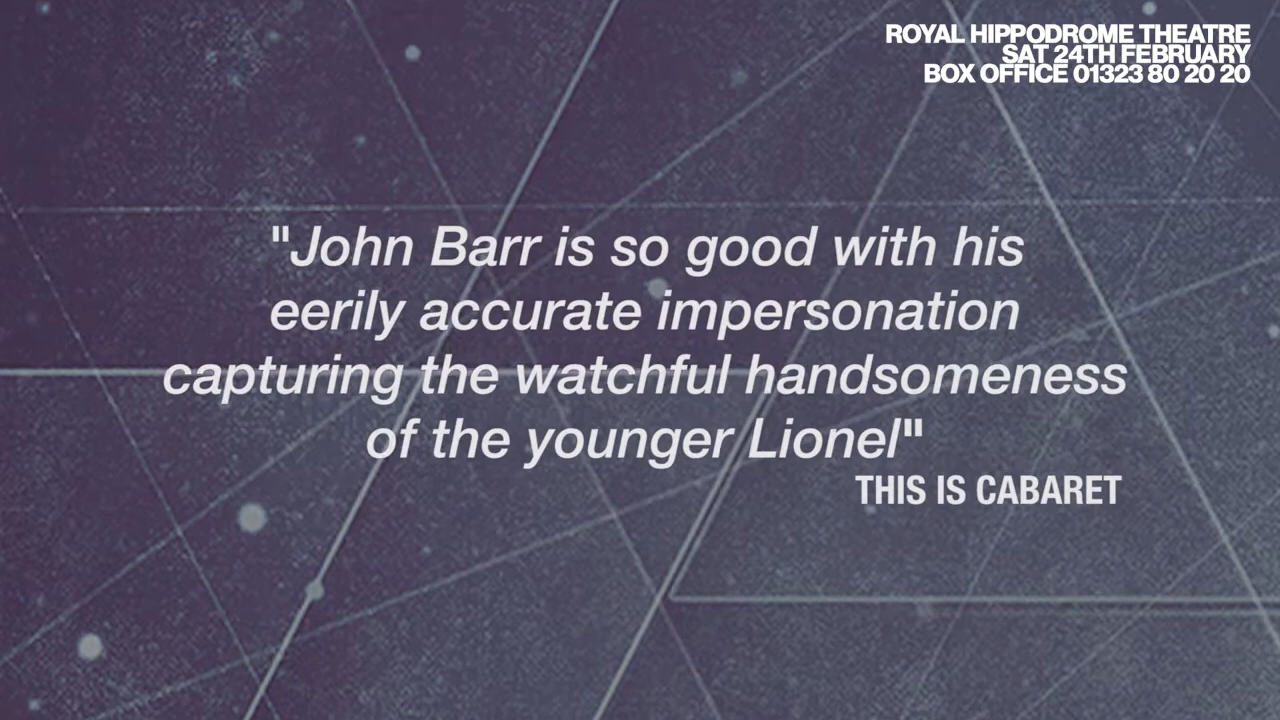 ROYAL HIPPODROME THEATRE
SAT 24TH FEBRUARY
BOX OFFICE 01323 80 20 20
"John Barr is so good with his
eerily accurate impersonation
capturing the watchful handsomeness
of the younger Lionel"
THIS IS CABARET